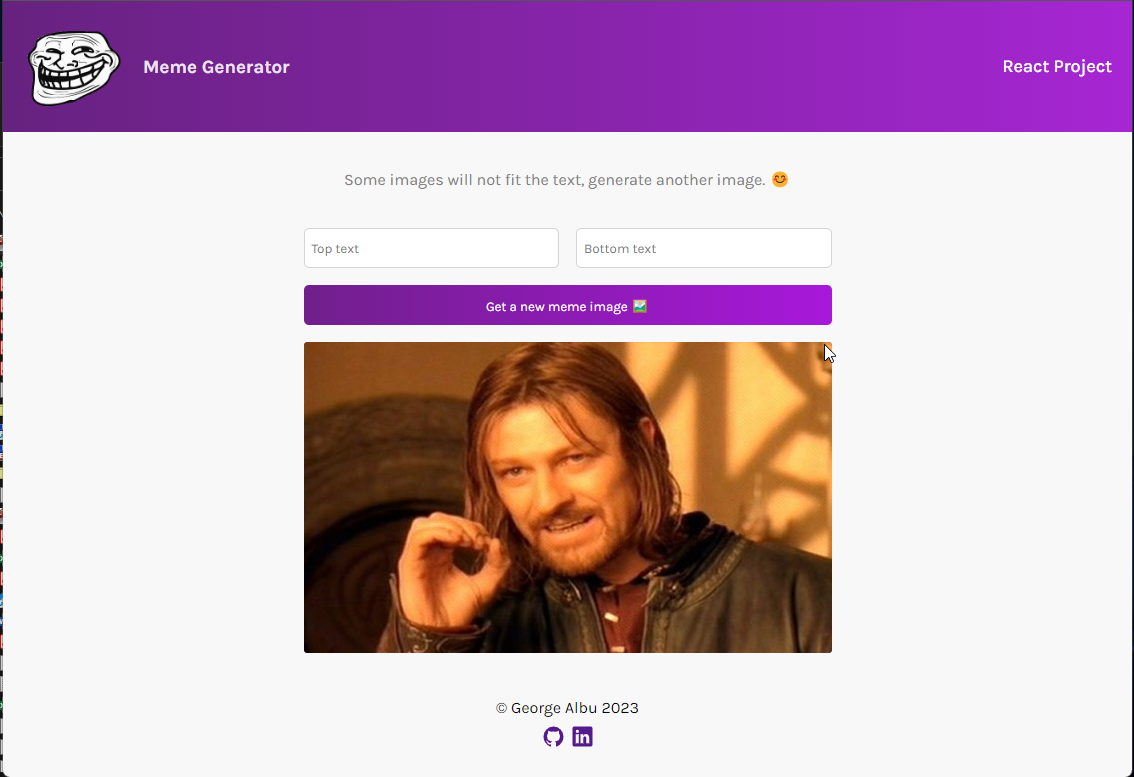 Meme Generator
React Project
Some images will not fit the text, generate another image. 😊
Top text
Bottom text
Get a new meme image 🖼️
© George Albu 2023
in